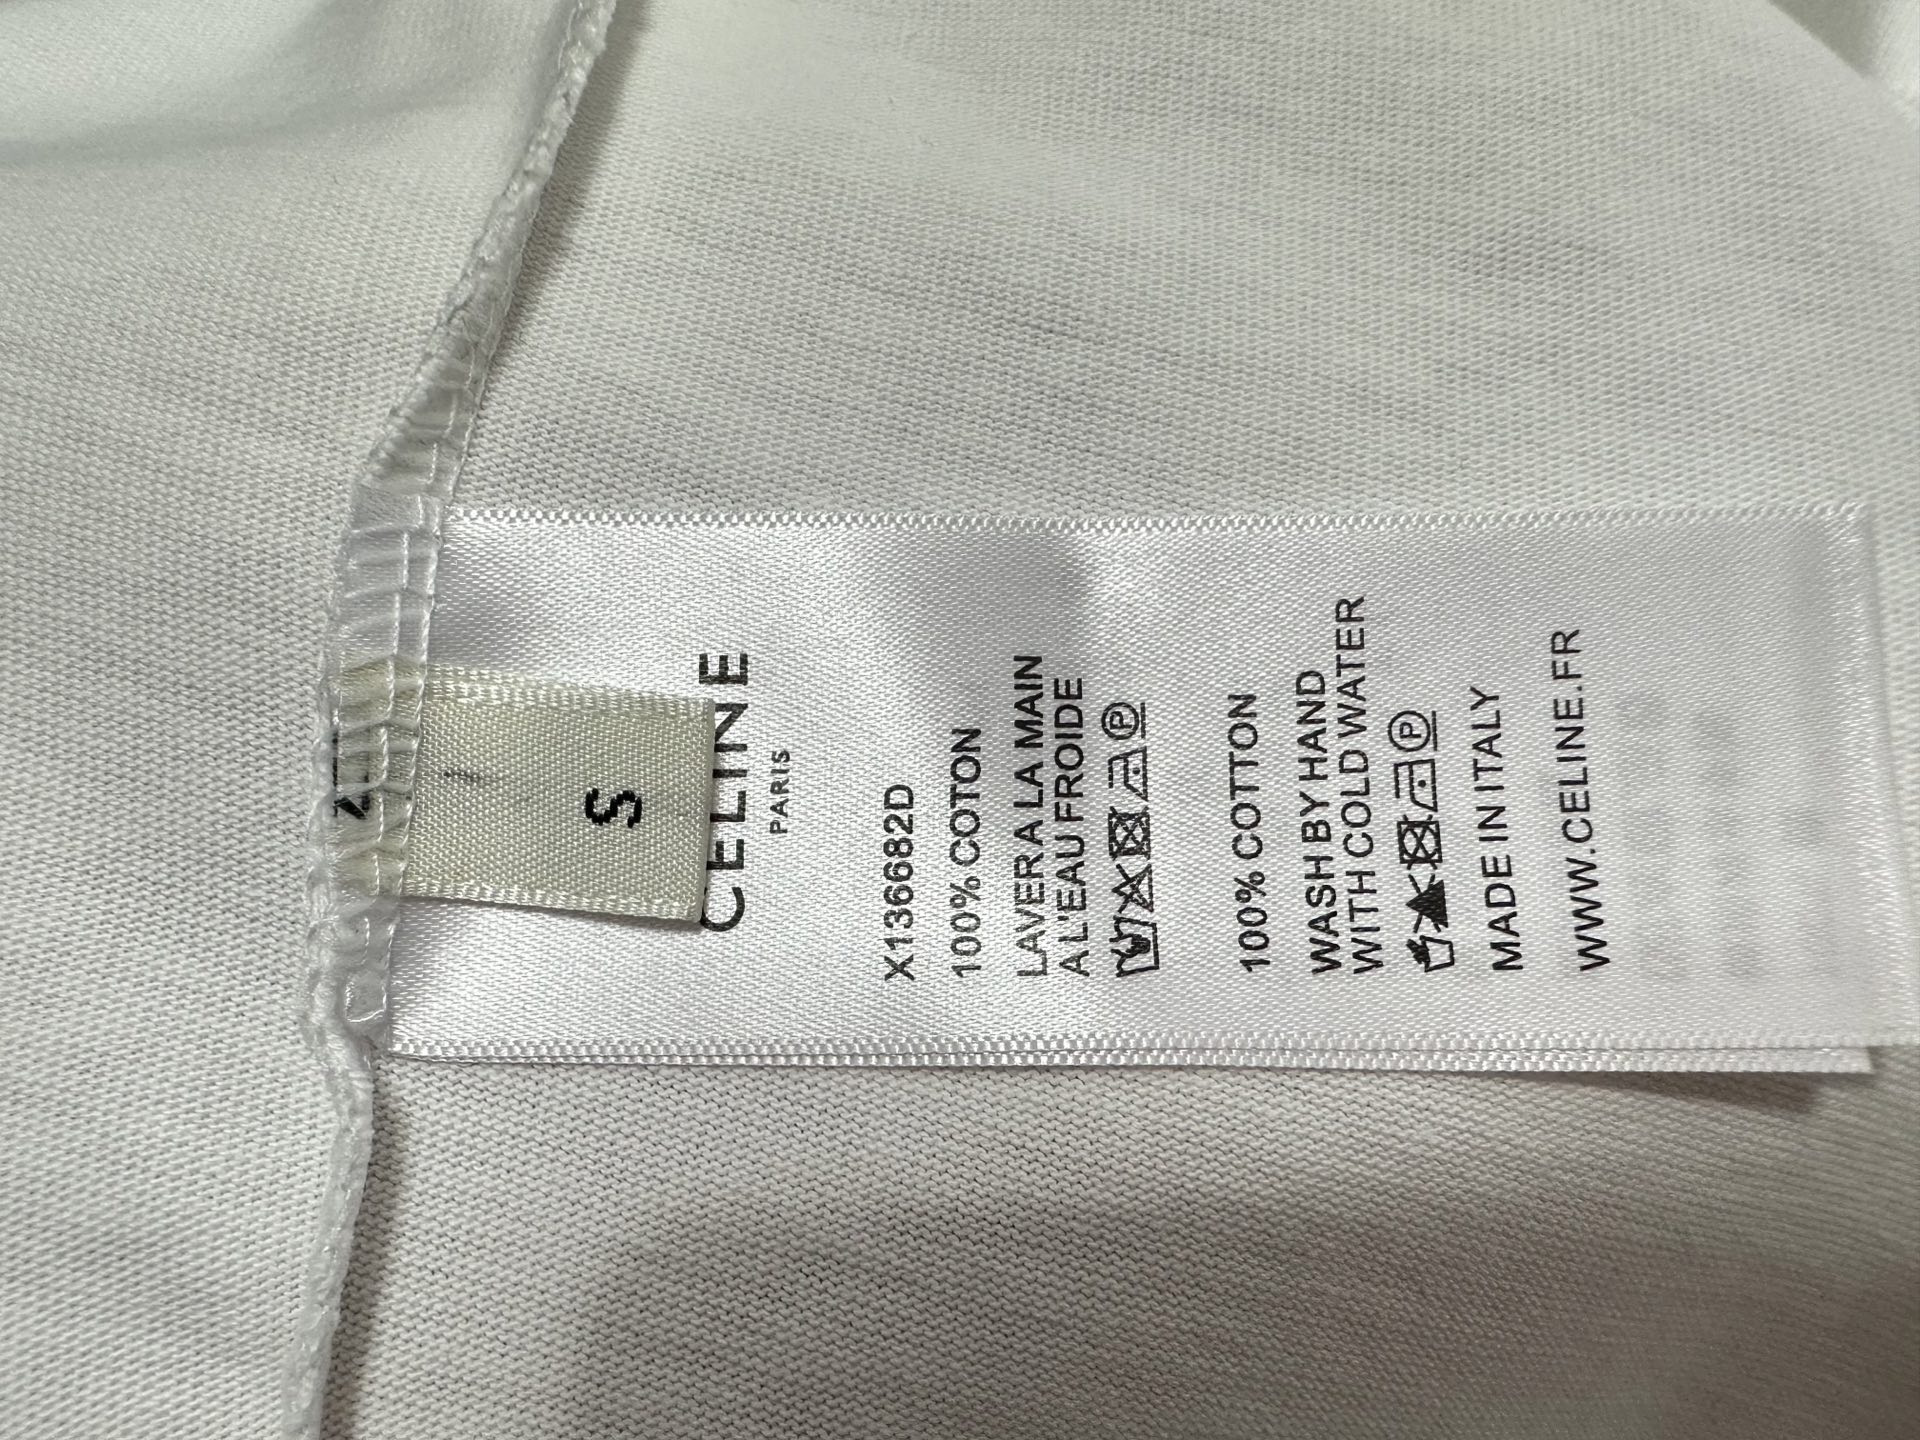 S
CELINE
PARIS
X136682D
100% COTON
LAVER A LA MAIN
A L'EAU FROIDE
100% COTTON
WASH BY HAND
WITH COLD WATER
MADE IN ITALY
WWW.CELINE.FR